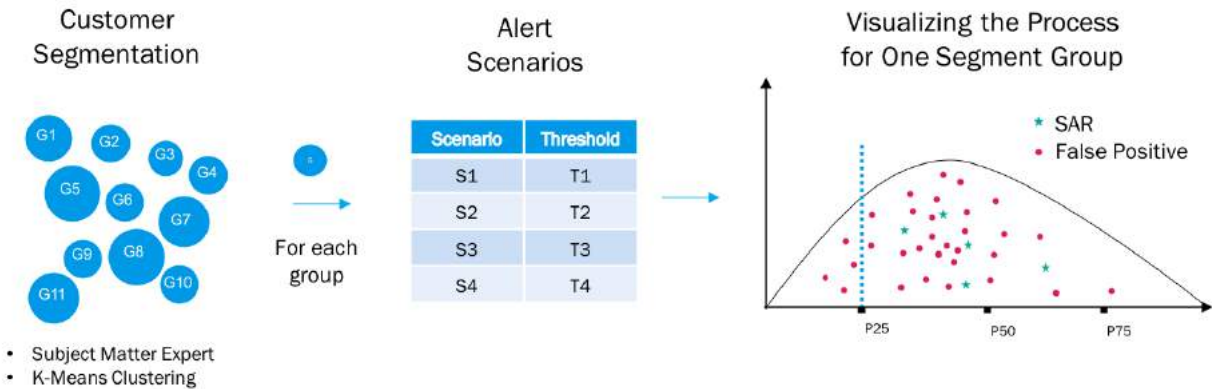 Customer
Segmentation
G1
G2
G3
G4
G5
G6
G7
G8
G9
G10
G11
• Subject Matter Expert
• K-Means Clustering
For each
group
Alert
Scenarios
Scenario Threshold
S1 T1
S2 T2
S3 T3
S4 T4
Visualizing the Process
for One Segment Group
SAR
False Positive
P25
P50
P75